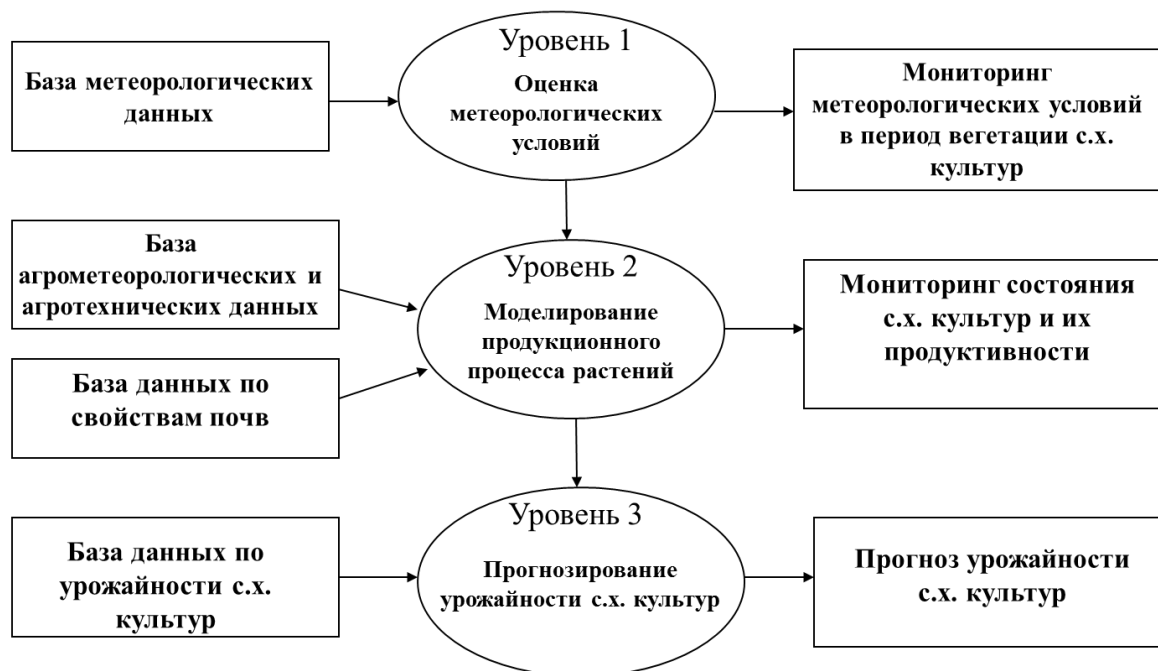 База метеорологических
данных
Уровень 1
Оценка
метеорологических
условий
Мониторинг
метеорологических условий
в период вегетации с.х.
культур
База
агрометеорологических и
агротехнических данных
База данных по
свойствам почв
Уровень 2
Моделирование
продукционного
процесса растений
Мониторинг состояния
с.х. культур и их
продуктивности
База данных по
урожайности с.х.
культур
Уровень 3
Прогнозирование
урожайности с.х. культур
Прогноз урожайности
с.х. культур